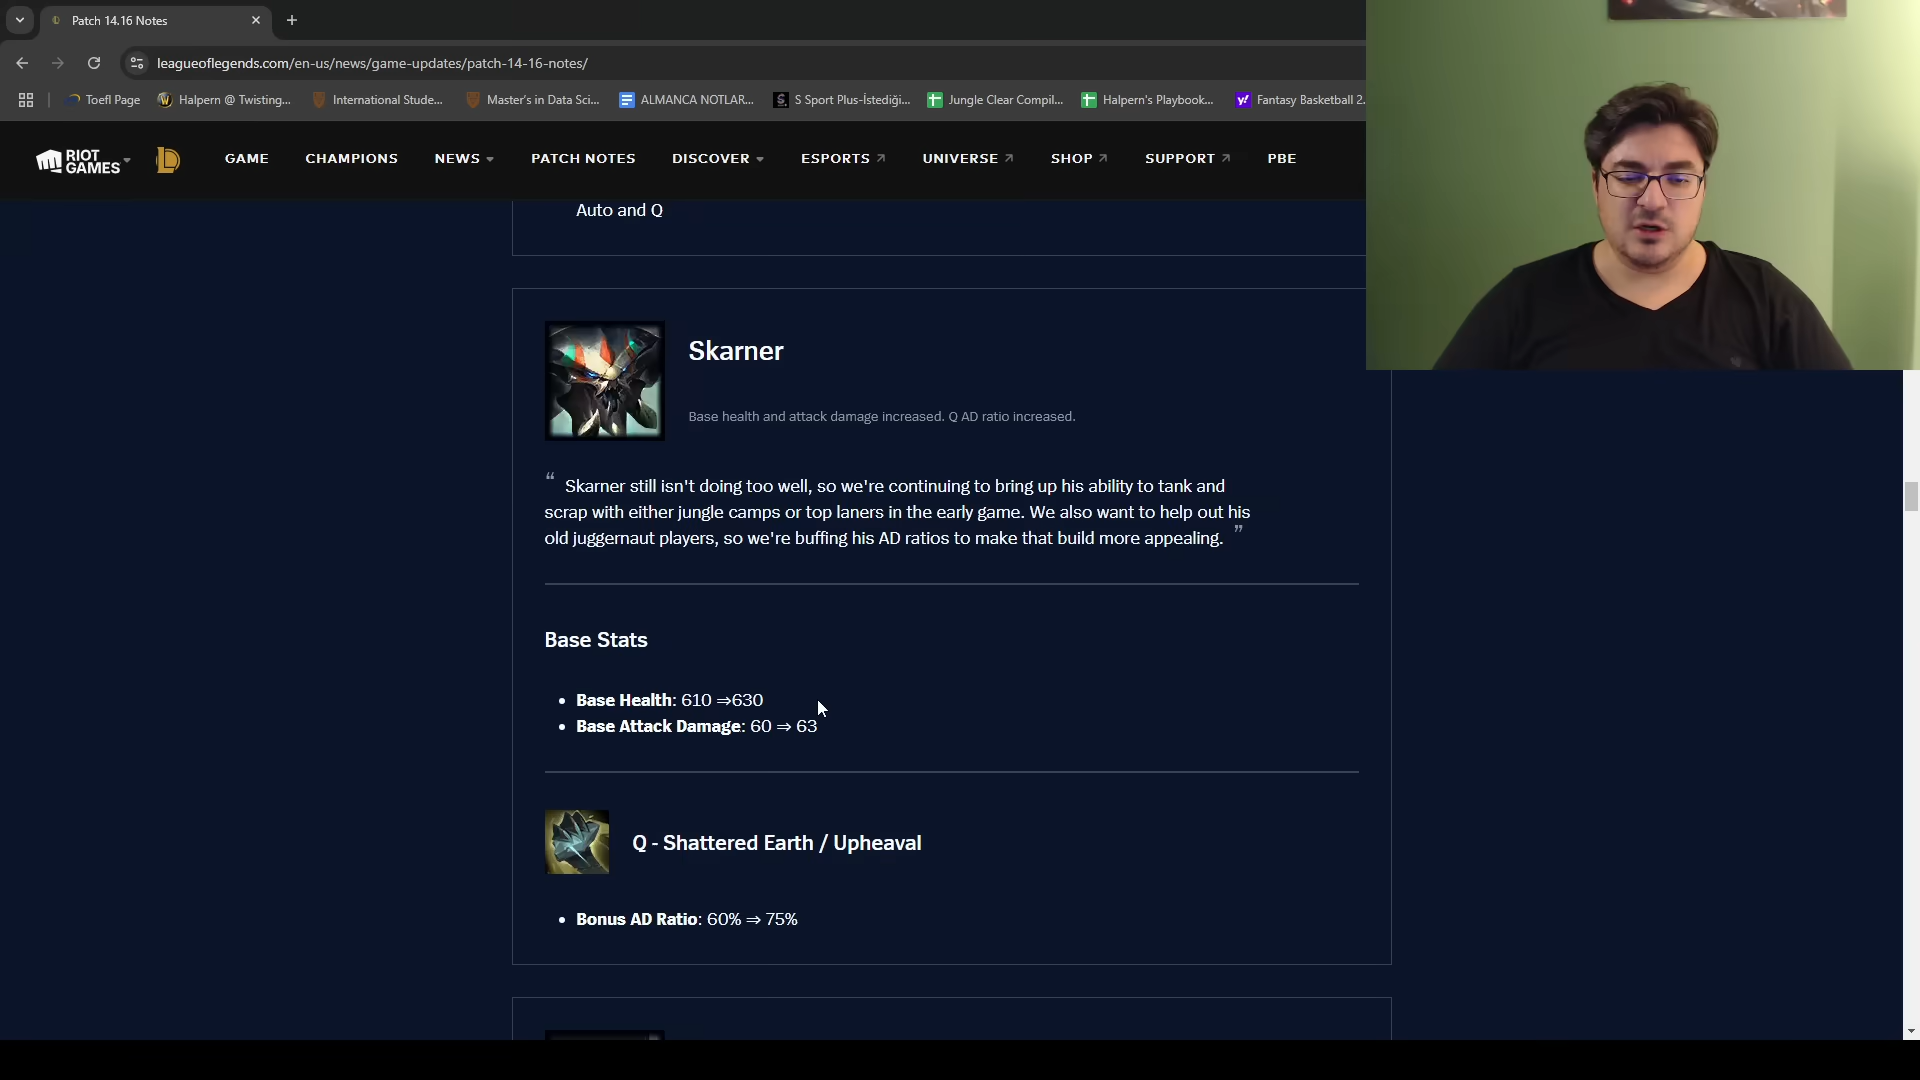 Patch 14.16 Notes
leagueoflegends.com/en-us/news/game-updates/patch-14-16-notes/
Toefl Page
Halpern @ Twisting...
International Stude...
Master's in Data Sci...
ALMANCA NOTLAR...
S Sport Plus-İstediği...
Jungle Clear Compil...
Halpern's Playbook...
Fantasy Basketball 2.
RIOT GAMES
GAME
CHAMPIONS
NEWS
PATCH NOTES
DISCOVER
ESPORTS
UNIVERSE
SHOP
SUPPORT
PBE
Auto and Q
Skarner
Base health and attack damage increased. Q AD ratio increased.
“ Skarner still isn't doing too well, so we're continuing to bring up his ability to tank and
scrap with either jungle camps or top laners in the early game. We also want to help out his
old juggernaut players, so we're buffing his AD ratios to make that build more appealing. ”
Base Stats
• Base Health: 610 ⇒630
• Base Attack Damage: 60 ⇒ 63
Q - Shattered Earth / Upheaval
• Bonus AD Ratio: 60% ⇒ 75%